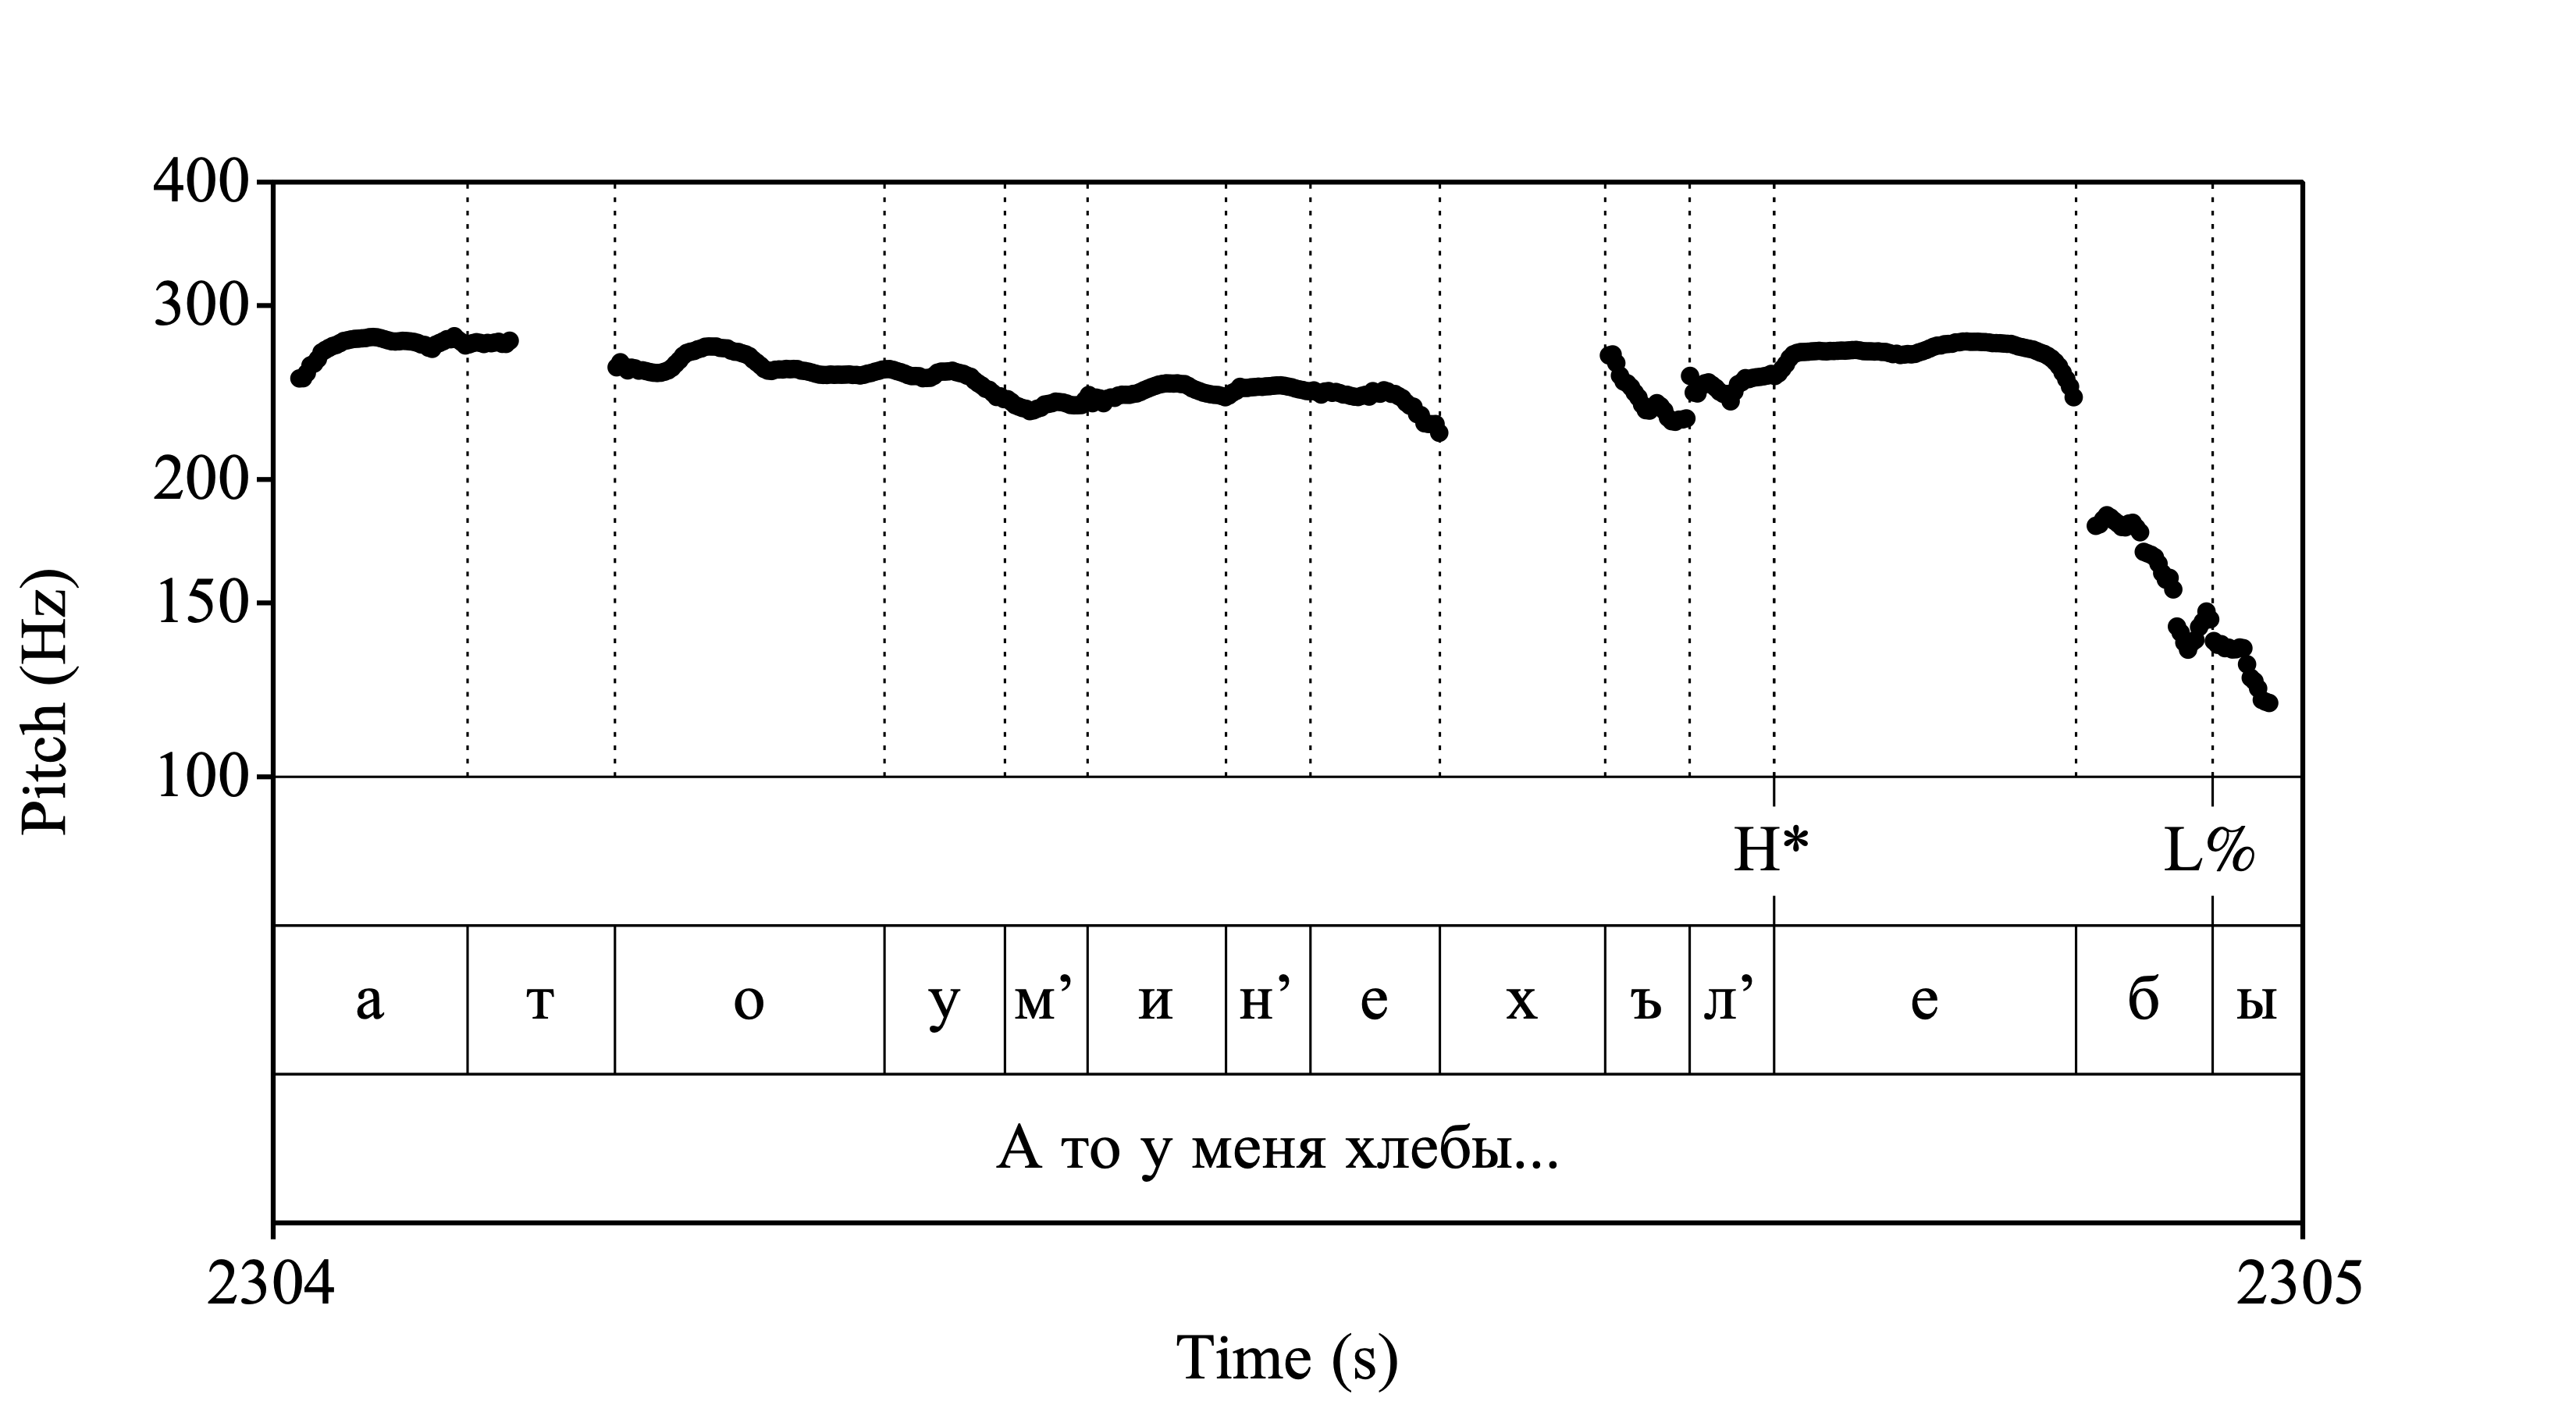 400
300
200
150
100
Pitch (Hz)
H* L%
а т о у м’ и н’ е х ъ л’ е б ы
А то у меня хлебы...
2304 2305
Time (s)